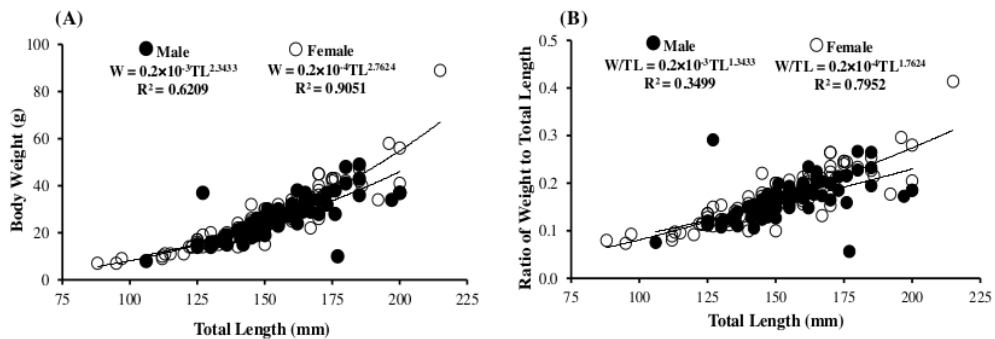 (A)
Male Female
W = 0.2×10-3TL2.3433 W = 0.2×10-4TL2.7624
R2 = 0.6209 R2 = 0.9051
100
80
60
40
20
0
75 100 125 150 175 200 225
Body Weight (g)
Total Length (mm)
(B)
Male Female
W/TL = 0.2×10-3TL1.3433 W/TL = 0.2×10-4TL1.7624
R2 = 0.3499 R2 = 0.7952
0.5
0.4
0.3
0.2
0.1
0.0
75 100 125 150 175 200 225
Ratio of Weight to Total Length
Total Length (mm)